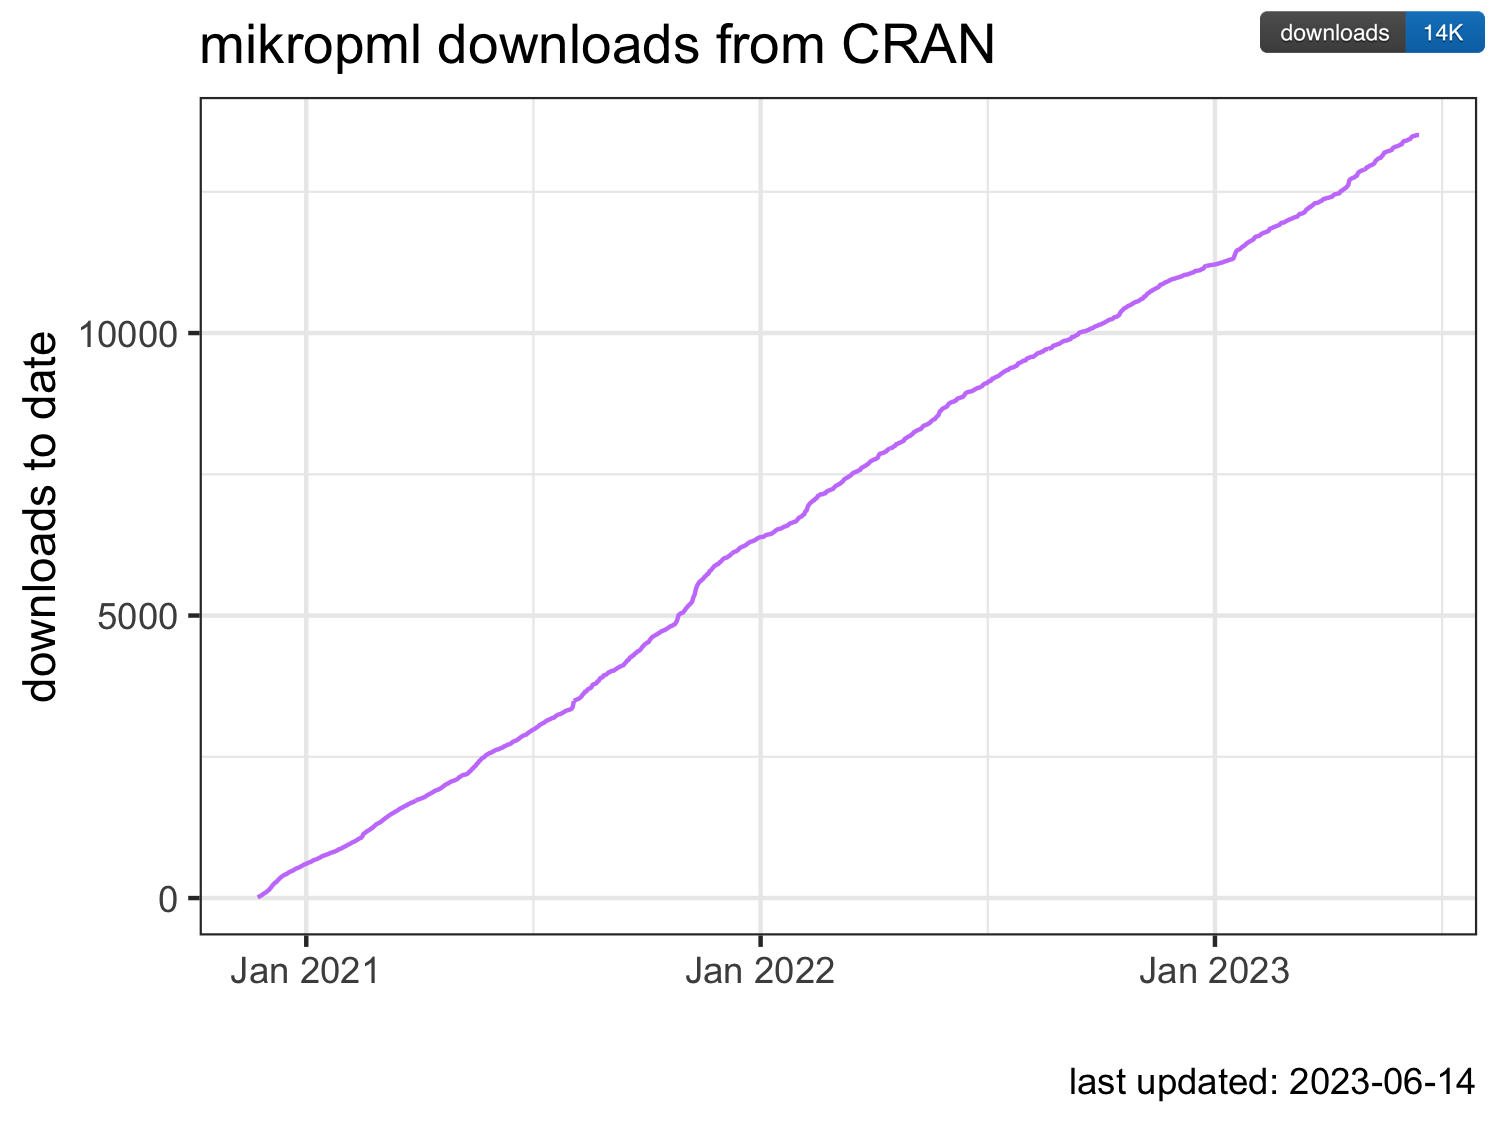 mikropml downloads from CRAN
downloads 14K
downloads to date
10000
5000
0
Jan 2021
Jan 2022
Jan 2023
last updated: 2023-06-14